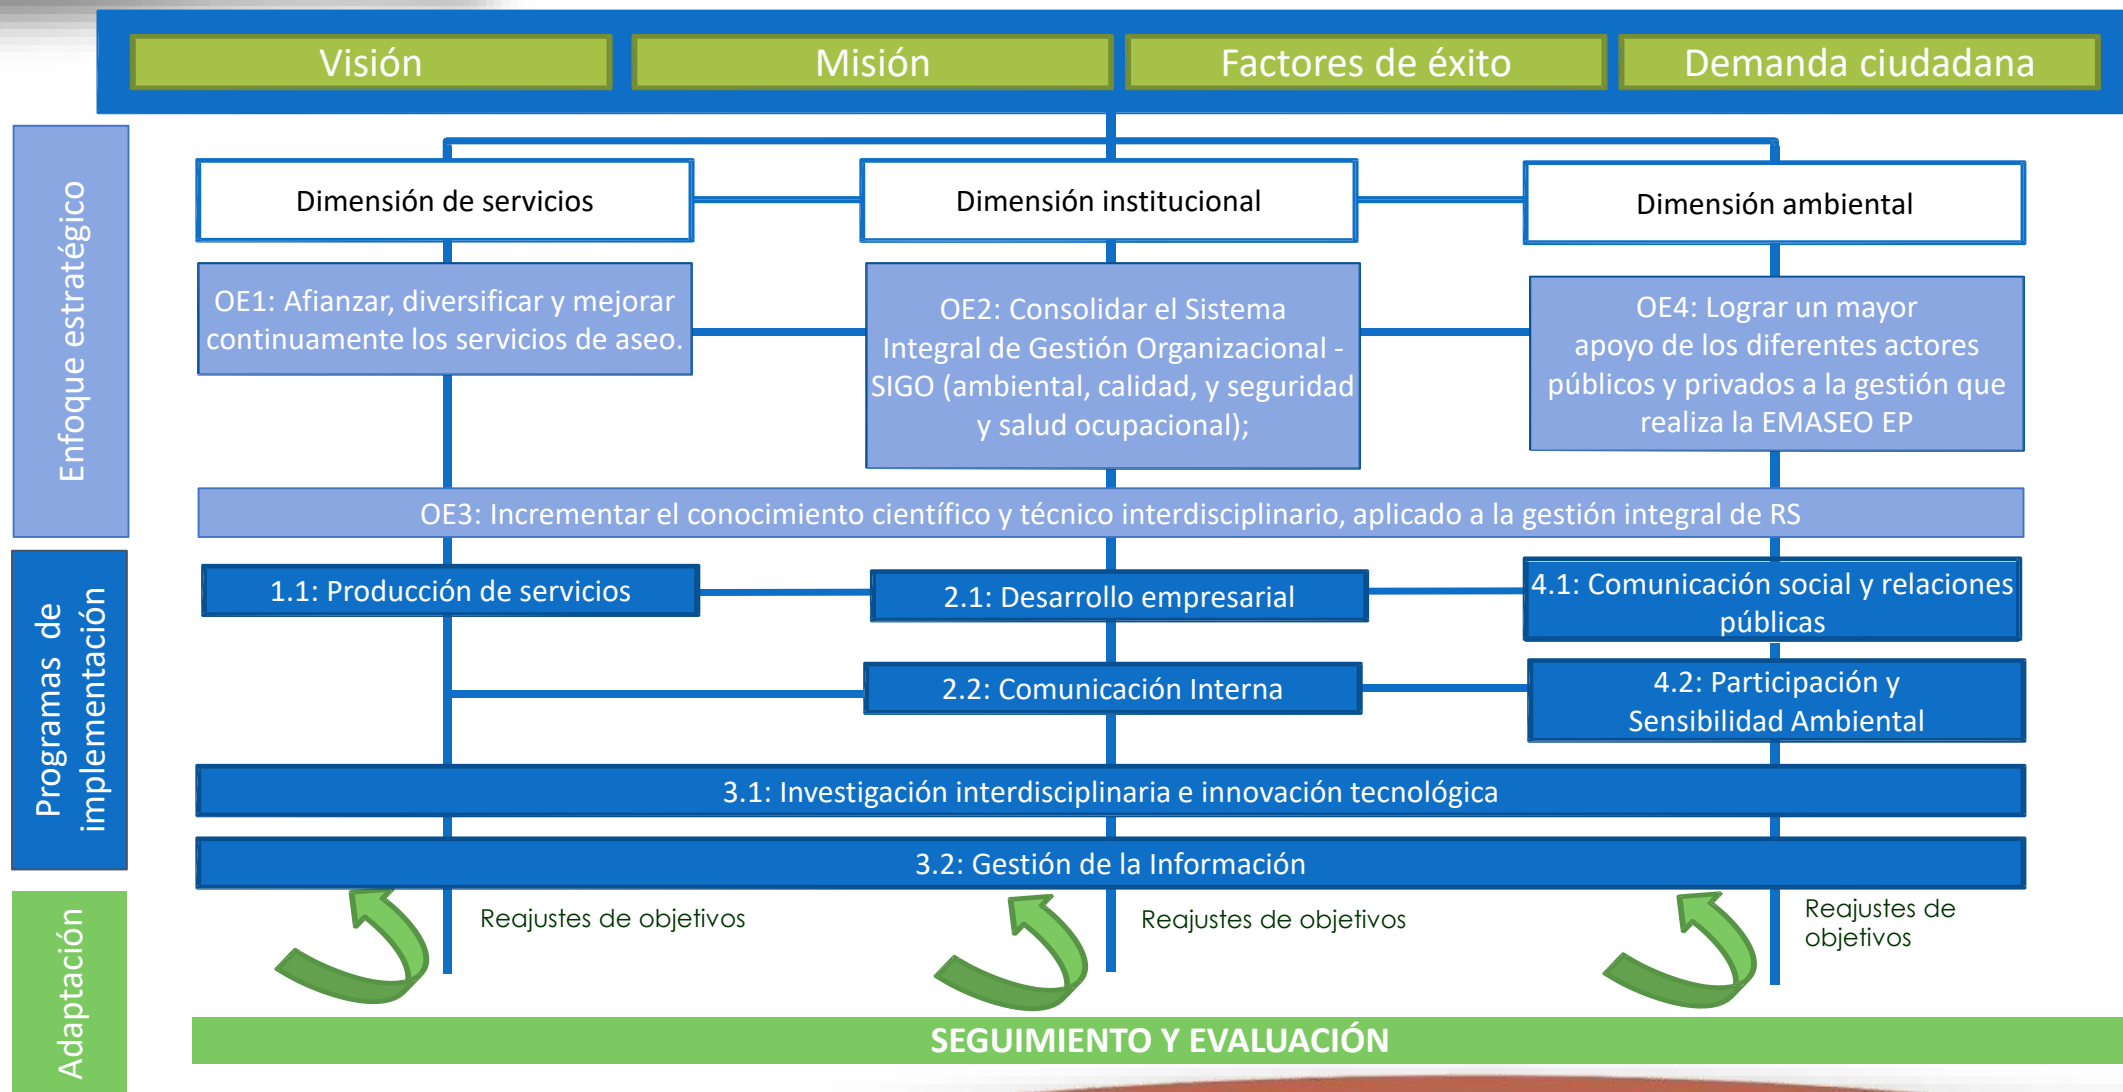 Visión
Misión
Factores de éxito
Demanda ciudadana
Enfoque estratégico
Dimensión de servicios
Dimensión institucional
Dimensión ambiental
OE1: Afianzar, diversificar y mejorar
continuamente los servicios de aseo.
OE2: Consolidar el Sistema
Integral de Gestión Organizacional -
SIGO (ambiental, calidad, y seguridad
y salud ocupacional);
OE4: Lograr un mayor
apoyo de los diferentes actores
públicos y privados a la gestión que
realiza la EMASEO EP
OE3: Incrementar el conocimiento científico y técnico interdisciplinario, aplicado a la gestión integral de RS
Programas de
implementación
1.1: Producción de servicios
2.1: Desarrollo empresarial
4.1: Comunicación social y relaciones
públicas
2.2: Comunicación Interna
4.2: Participación y
Sensibilidad Ambiental
3.1: Investigación interdisciplinaria e innovación tecnológica
3.2: Gestión de la Información
Adaptación
Reajustes de objetivos
Reajustes de objetivos
Reajustes de
objetivos
SEGUIMIENTO Y EVALUACIÓN